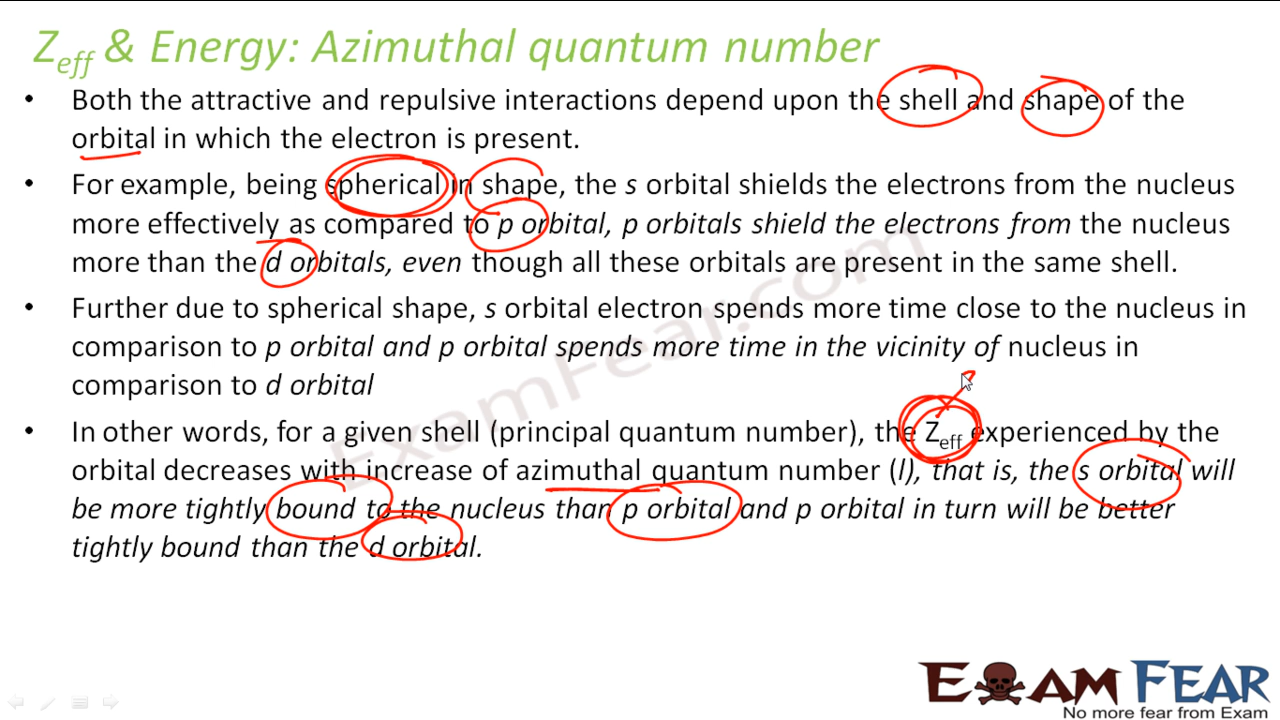 Zeff & Energy: Azimuthal quantum number
• Both the attractive and repulsive interactions depend upon the shell and shape of the
orbital in which the electron is present.
• For example, being spherical in shape, the s orbital shields the electrons from the nucleus
more effectively as compared to p orbital, p orbitals shield the electrons from the nucleus
more than the d orbitals, even though all these orbitals are present in the same shell.
• Further due to spherical shape, s orbital electron spends more time close to the nucleus in
comparison to p orbital and p orbital spends more time in the vicinity of nucleus in
comparison to d orbital
• In other words, for a given shell (principal quantum number), the Zeff experienced by the
orbital decreases with increase of azimuthal quantum number (l), that is, the s orbital will
be more tightly bound to the nucleus than p orbital and p orbital in turn will be better
tightly bound than the d orbital.
ExamFear.com
EXAM FEAR
No more fear from Exam